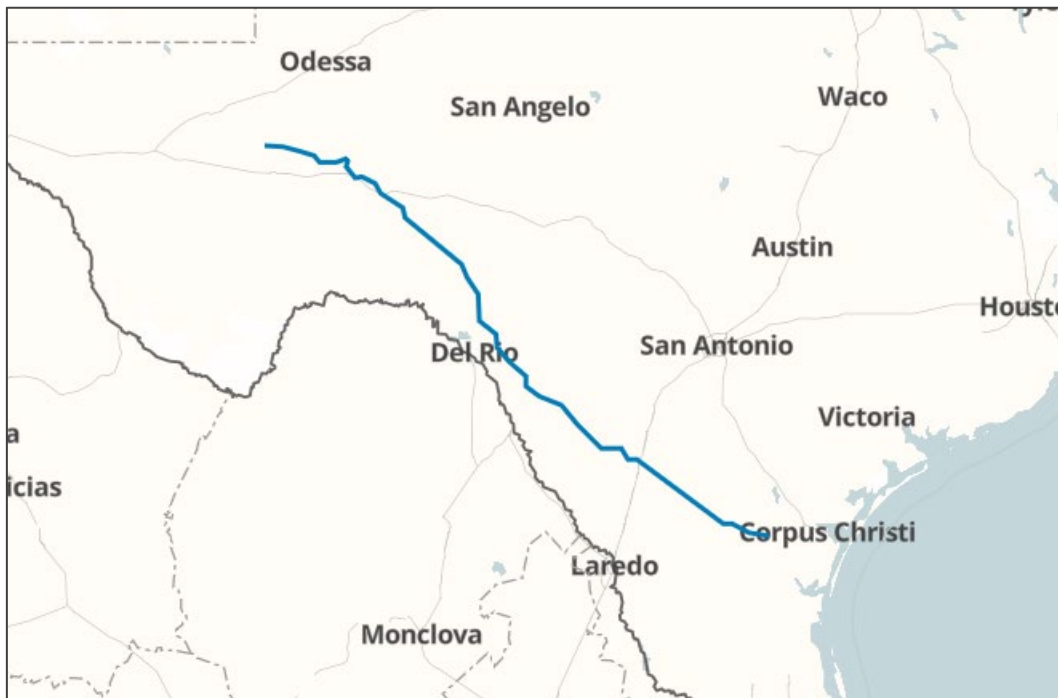 Odessa
San Angelo
Waco
Austin
Houst
San Antonio
Del Rio
Victoria
a
icias
Corpus Christi
Laredo
Monclova